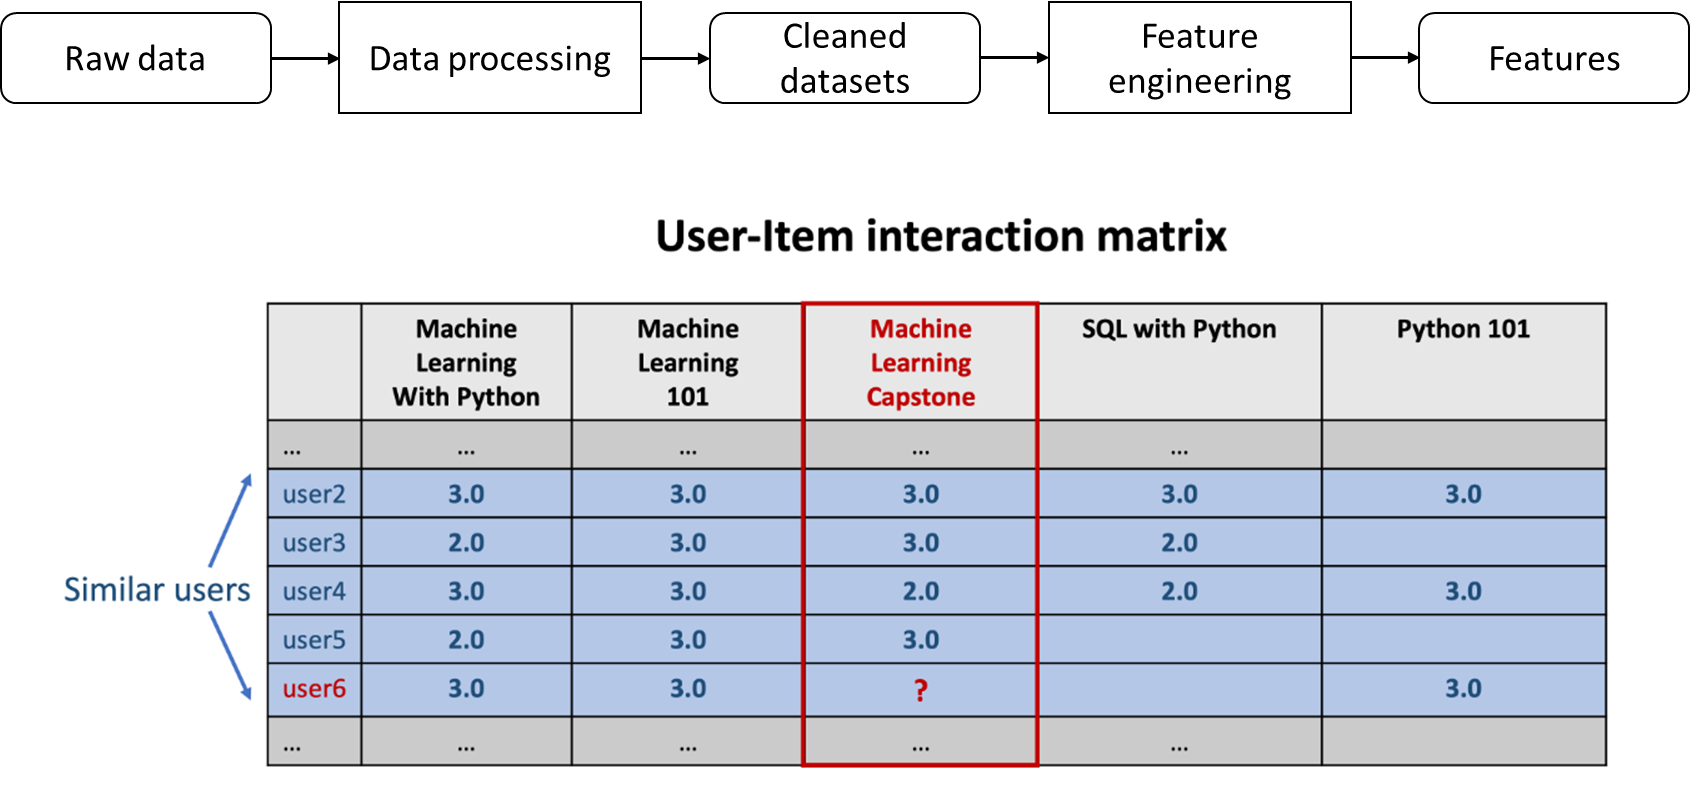 Raw data
Data processing
Cleaned
datasets
Feature
engineering
Features
User-Item interaction matrix
Machine
Learning
With Python
Machine
Learning
101
Machine
Learning
Capstone
SQL with Python
Python 101
... ... ... ... ...
user2 3.0 3.0 3.0 3.0 3.0
user3 2.0 3.0 3.0 2.0
Similar users
user4 3.0 3.0 2.0 2.0 3.0
user5 2.0 3.0 3.0
user6 3.0 3.0 ? 3.0
... ... ... ... ...